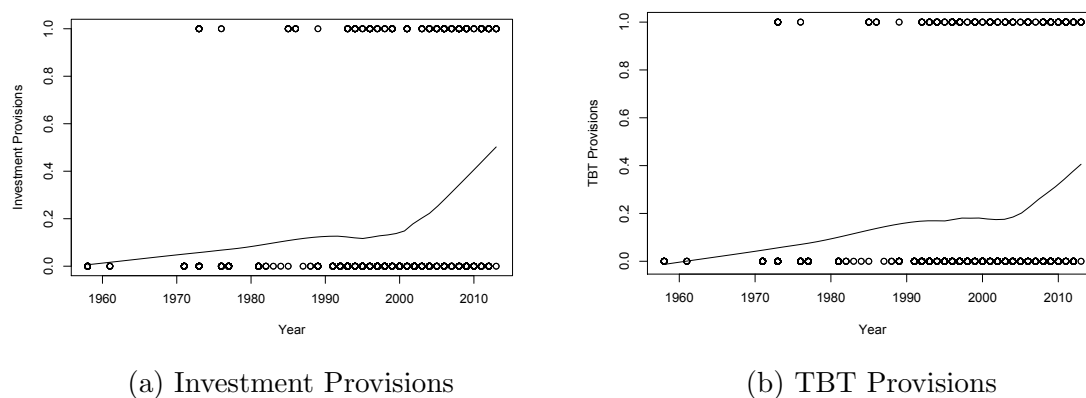 Investment Provisions
1.0
0.8
0.6
0.4
0.2
0.0
1960 1970 1980 1990 2000 2010
Year
(a) Investment Provisions
TBT Provisions
1.0
0.8
0.6
0.4
0.2
0.0
1960 1970 1980 1990 2000 2010
Year
(b) TBT Provisions